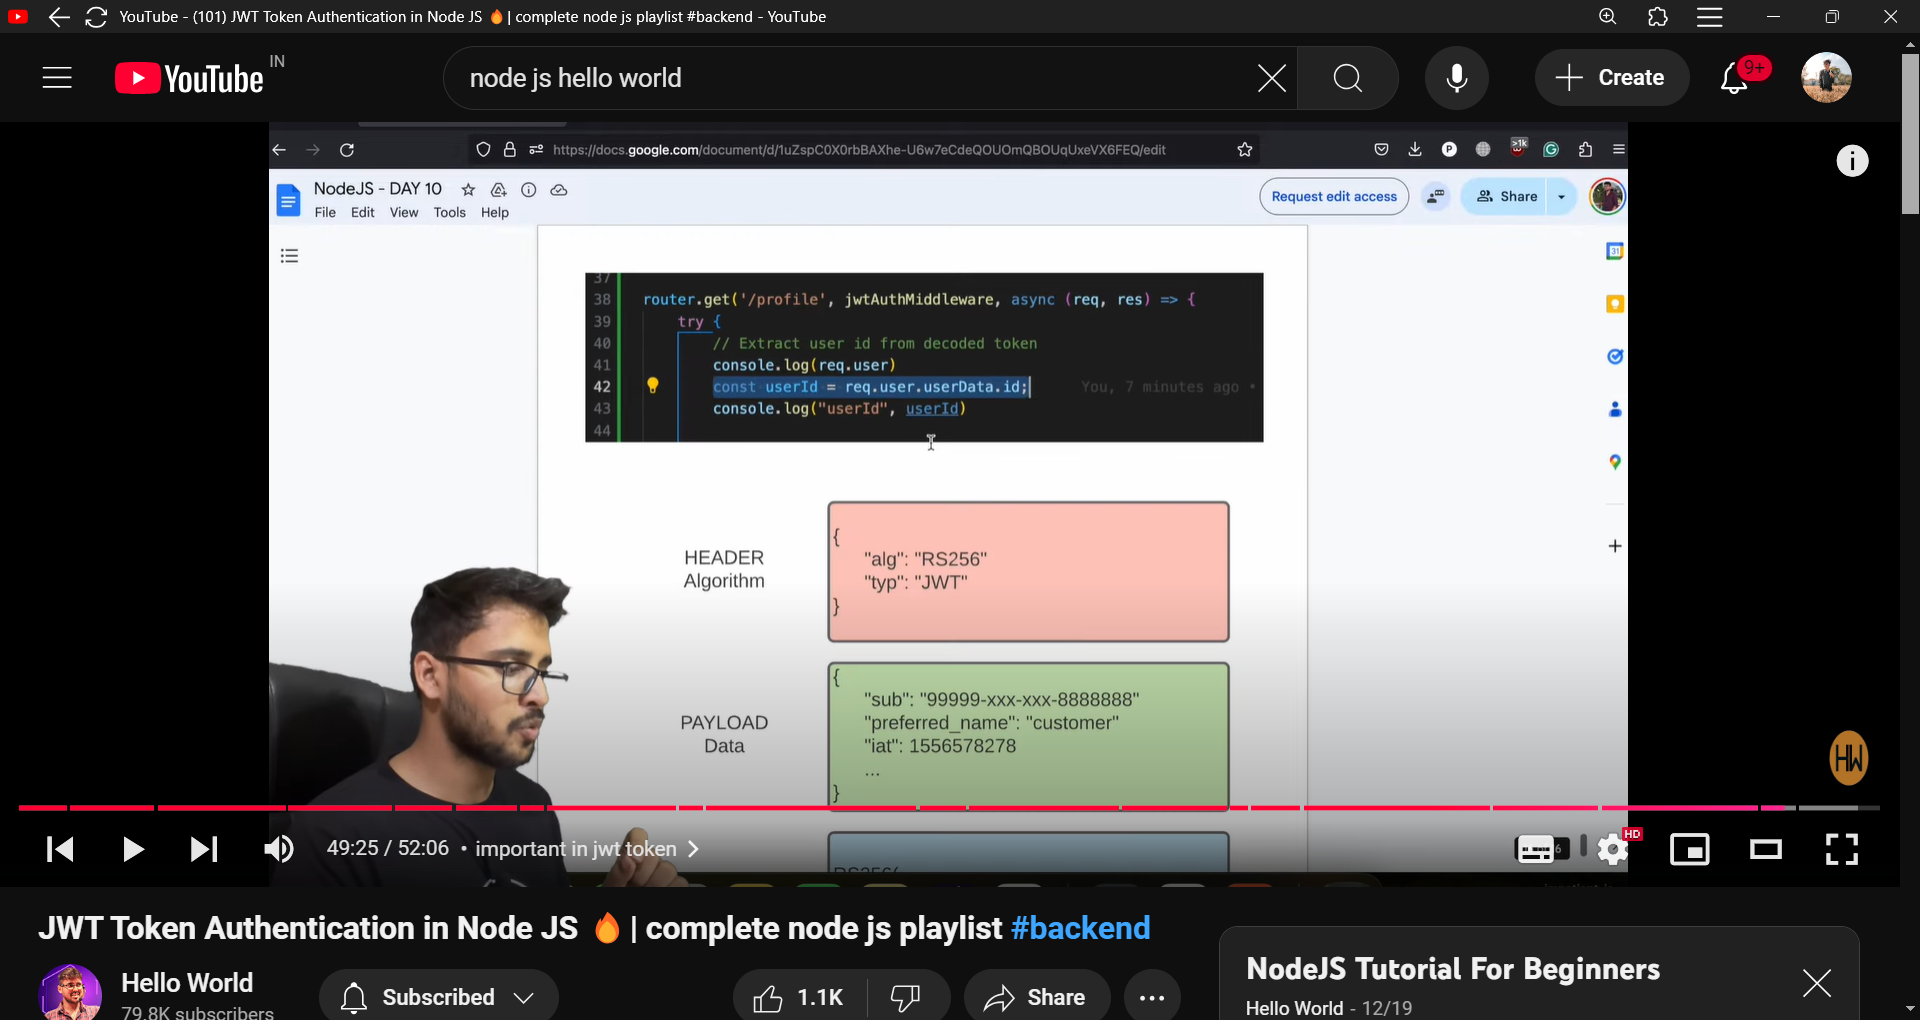 YouTube - (101) JWT Token Authentication in Node JS 🔥 | complete node js playlist #backend - YouTube
YouTube IN
node js hello world
Create
9+
https://docs.google.com/document/d/1uZspC0X0rbBAXhe-U6w7eCdeQOUOmQBOUqUxeVX6FEQ/edit
>1k
NodeJS - DAY 10
File Edit View Tools Help
Request edit access
Share
31
37
38 router.get('/profile', jwtAuthMiddleware, async (req, res) => {
39 try {
40 // Extract user id from decoded token
41 console.log(req.user)
42 const userId = req.user.userData.id; You, 7 minutes ago •
43 console.log("userId", userId)
44
HEADER
Algorithm
{
"alg": "RS256"
"typ": "JWT"
}
PAYLOAD
Data
{
"sub": "99999-xxx-xxx-8888888"
"preferred_name": "customer"
"iat": 1556578278
...
}
HW
49:25 / 52:06 • important in jwt token
HD
JWT Token Authentication in Node JS 🔥 | complete node js playlist #backend
Hello World
79.8K subscribers
Subscribed
1.1K
Share
NodeJS Tutorial For Beginners
Hello World - 12/19